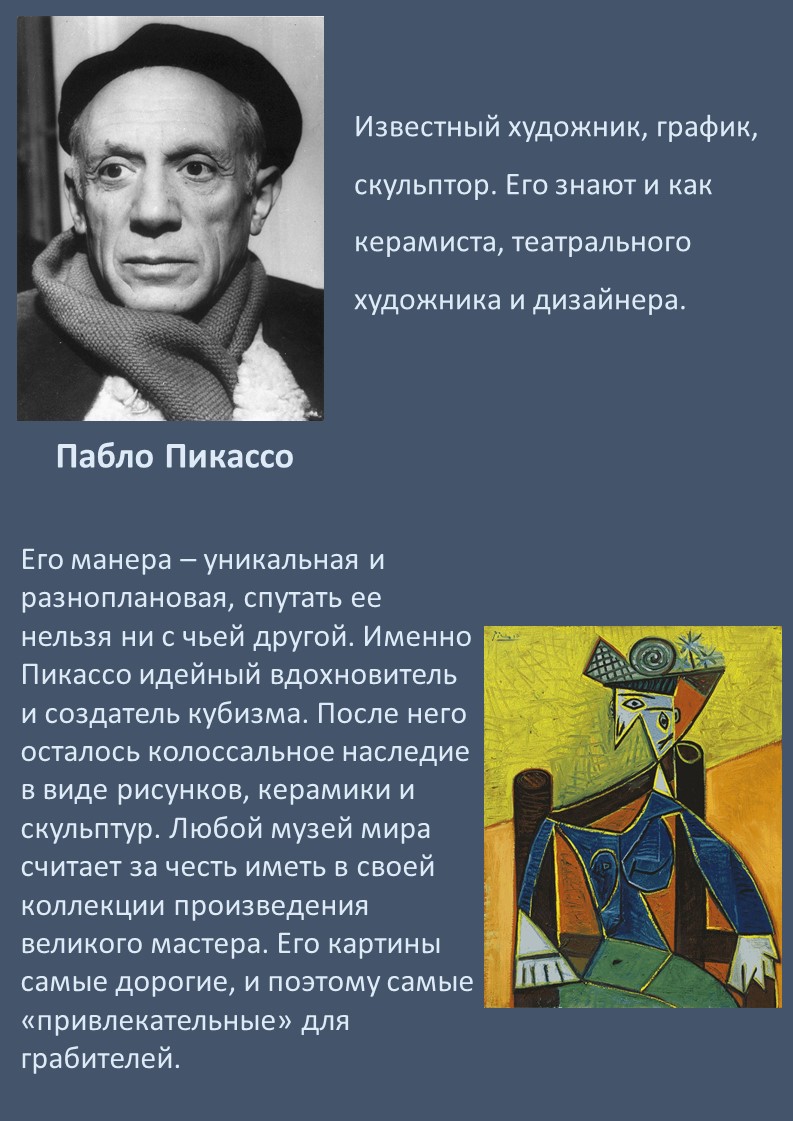 Известный художник, график,
скульптор. Его знают и как
керамиста, театрального
художника и дизайнера.
Пабло Пикассо
Его манера – уникальная и
разноплановая, спутать ее
нельзя ни с чьей другой. Именно
Пикассо идейный вдохновитель
и создатель кубизма. После него
осталось колоссальное наследие
в виде рисунков, керамики и
скульптур. Любой музей мира
считает за честь иметь в своей
коллекции произведения
великого мастера. Его картины
самые дорогие, и поэтому самые
«привлекательные» для
грабителей.